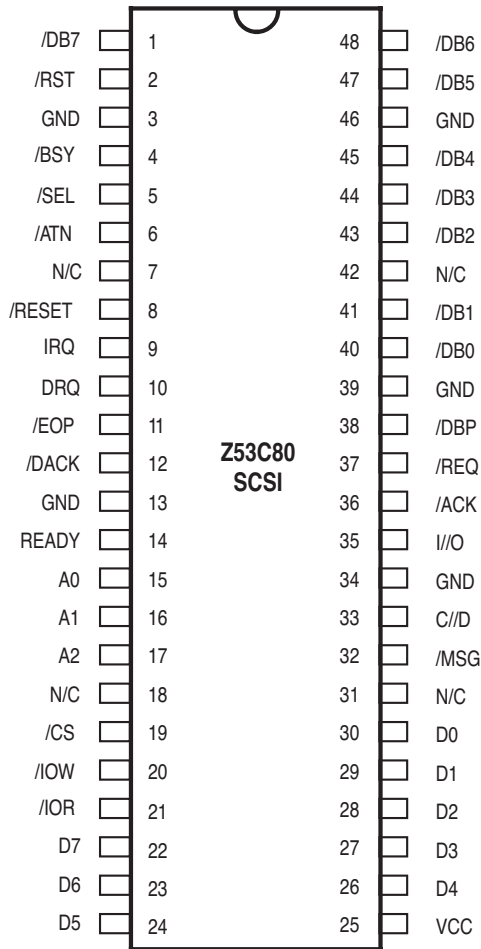 /DB7 1 48 /DB6
/RST 2 47 /DB5
GND 3 46 GND
/BSY 4 45 /DB4
/SEL 5 44 /DB3
/ATN 6 43 /DB2
N/C 7 42 N/C
/RESET 8 41 /DB1
IRQ 9 40 /DB0
DRQ 10 39 GND
/EOP 11 38 /DBP
/DACK 12 Z53C80 37 /REQ
SCSI
GND 13 36 /ACK
READY 14 35 I//O
A0 15 34 GND
A1 16 33 C//D
A2 17 32 /MSG
N/C 18 31 N/C
/CS 19 30 D0
/IOW 20 29 D1
/IOR 21 28 D2
D7 22 27 D3
D6 23 26 D4
D5 24 25 VCC